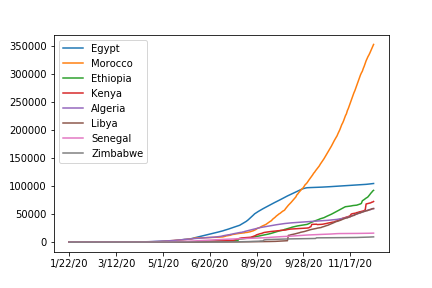 350000
300000
250000
200000
150000
100000
50000
0
Egypt
Morocco
Ethiopia
Kenya
Algeria
Libya
Senegal
Zimbabwe
1/22/20 3/12/20 5/1/20 6/20/20 8/9/20 9/28/20 11/17/20